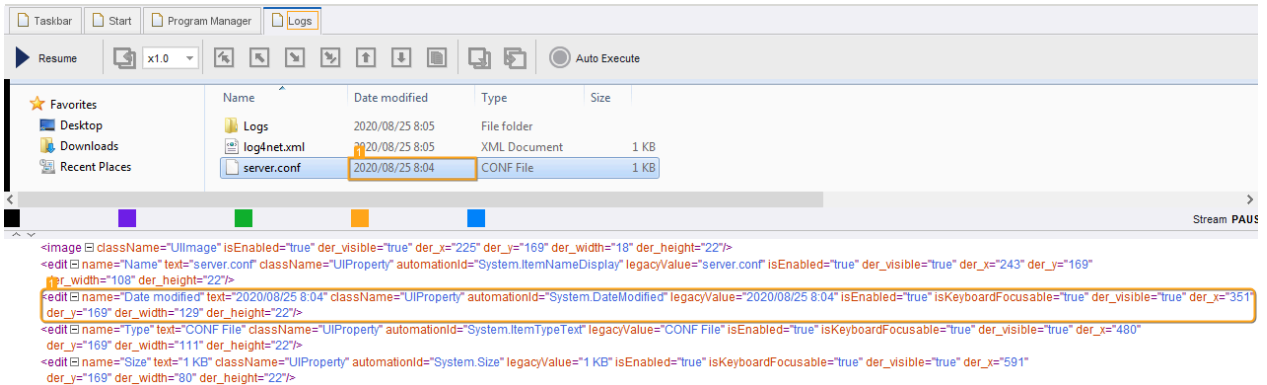 Taskbar Start Program Manager Logs
Resume x1.0 Auto Execute
Favorites Name Date modified Type Size
Desktop Logs 2020/08/25 8:05 File folder
Downloads log4net.xml 2020/08/25 8:05 XML Document 1 KB
1
Recent Places server.conf 2020/08/25 8:04 CONF File 1 KB
Stream PAUS
<image className="UIImage" isEnabled="true" der_visible="true" der_x="225" der_y="169" der_width="18" der_height="22"/>
<edit name="Name" text="server.conf" className="UIProperty" automationId="System.ItemNameDisplay" legacyValue="server.conf" isEnabled="true" der_visible="true" der_x="243" der_y="169"
der_width="108" der_height="22"/>
1
<edit name="Date modified" text="2020/08/25 8:04" className="UIProperty" automationId="System.DateModified" legacyValue="2020/08/25 8:04" isEnabled="true" isKeyboardFocusable="true" der_visible="true" der_x="351"
der_y="169" der_width="129" der_height="22"/>
<edit name="Type" text="CONF File" className="UIProperty" automationId="System.ItemTypeText" legacyValue="CONF File" isEnabled="true" isKeyboardFocusable="true" der_visible="true" der_x="480"
der_y="169" der_width="111" der_height="22"/>
<edit name="Size" text="1 KB" className="UIProperty" automationId="System.Size" legacyValue="1 KB" isEnabled="true" isKeyboardFocusable="true" der_visible="true" der_x="591"
der_y="169" der_width="80" der_height="22"/>